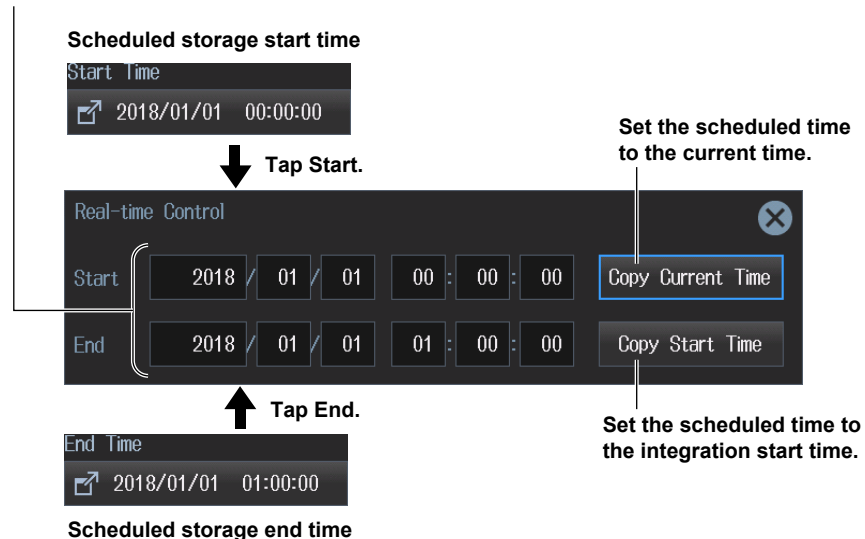 Scheduled storage start time
Start Time
2018/01/01 00:00:00
Tap Start.
Set the scheduled time
to the current time.
Real-time Control
Start 2018 / 01 / 01 00 : 00 : 00 Copy Current Time
End 2018 / 01 / 01 01 : 00 : 00 Copy Start Time
Tap End.
Set the scheduled time to
the integration start time.
End Time
2018/01/01 01:00:00
Scheduled storage end time